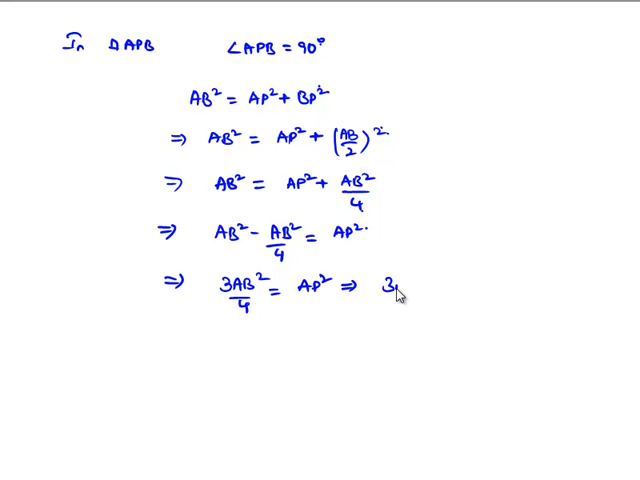 In ΔAPB ∠APB = 90°
AB² = AP² + BP²
⇒ AB² = AP² + (AB/2)²
⇒ AB² = AP² + AB²/4
⇒ AB² - AB²/4 = AP²
⇒ 3AB²/4 = AP² ⇒ 3